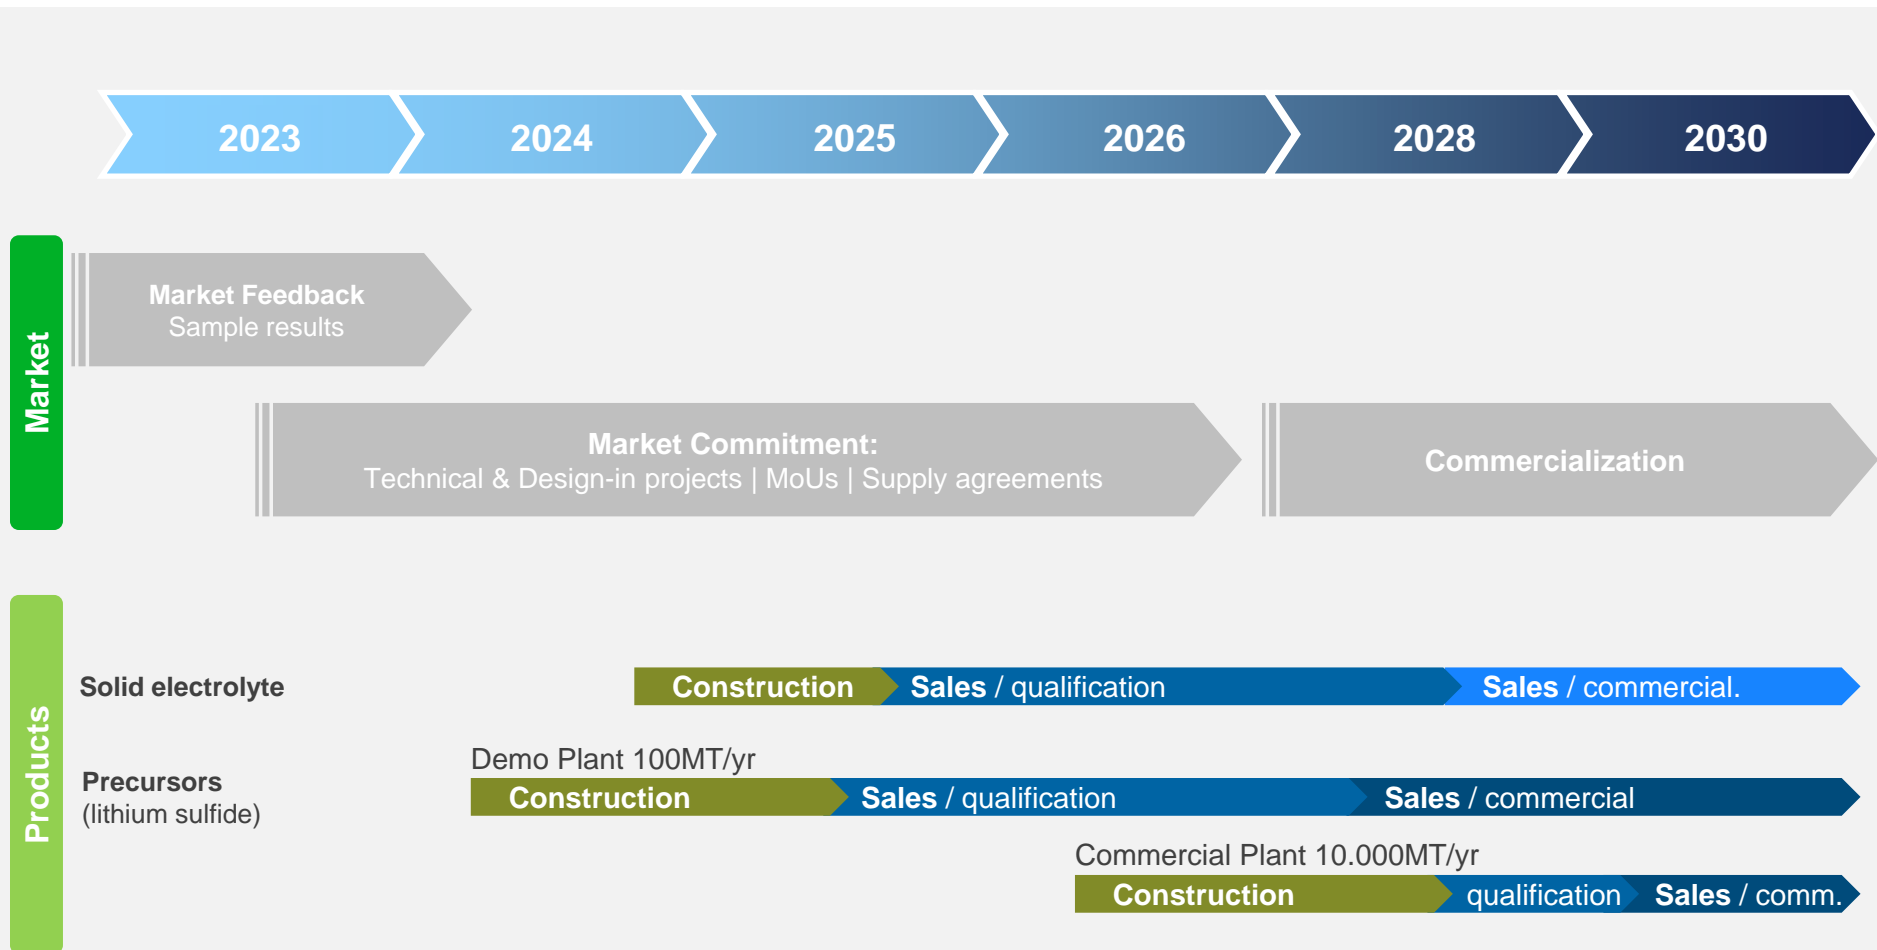 2023 2024 2025 2026 2028 2030
Market
Market Feedback
Sample results
Market Commitment:
Technical & Design-in projects | MoUs | Supply agreements
Commercialization
Products
Solid electrolyte
Construction Sales / qualification Sales / commercial.
Precursors
(lithium sulfide)
Demo Plant 100MT/yr
Construction Sales / qualification Sales / commercial
Commercial Plant 10.000MT/yr
Construction qualification Sales / comm.